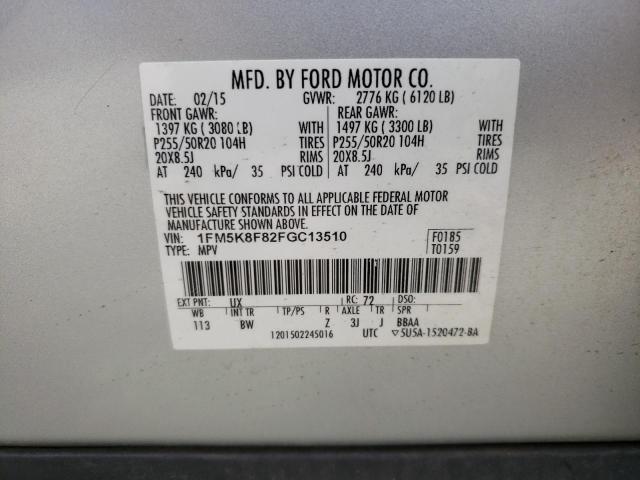 MFD. BY FORD MOTOR CO.
DATE: 02/15 GVWR: 2776 KG ( 6120 LB)
FRONT GAWR: REAR GAWR:
1397 KG ( 3080 LB) WITH 1497 KG ( 3300 LB) WITH
P255/50R20 104H TIRES P255/50R20 104H TIRES
20X8.5J RIMS 20X8.5J RIMS
AT 240 kPa/ 35 PSI COLD AT 240 kPa/ 35 PSI COLD
THIS VEHICLE CONFORMS TO ALL APPLICABLE FEDERAL MOTOR
VEHICLE SAFETY STANDARDS IN EFFECT ON THE DATE OF
MANUFACTURE SHOWN ABOVE.
VIN: 1FM5K8F82FGC13510 F0185
TYPE: MPV T0159
EXT PNT: UX RC: 72 DSO:
WB INT TR TP/PS R AXLE TR SPR
113 BW Z 3J J BBAA
1201502245016 UTC ▽5U5A-1520472-BA